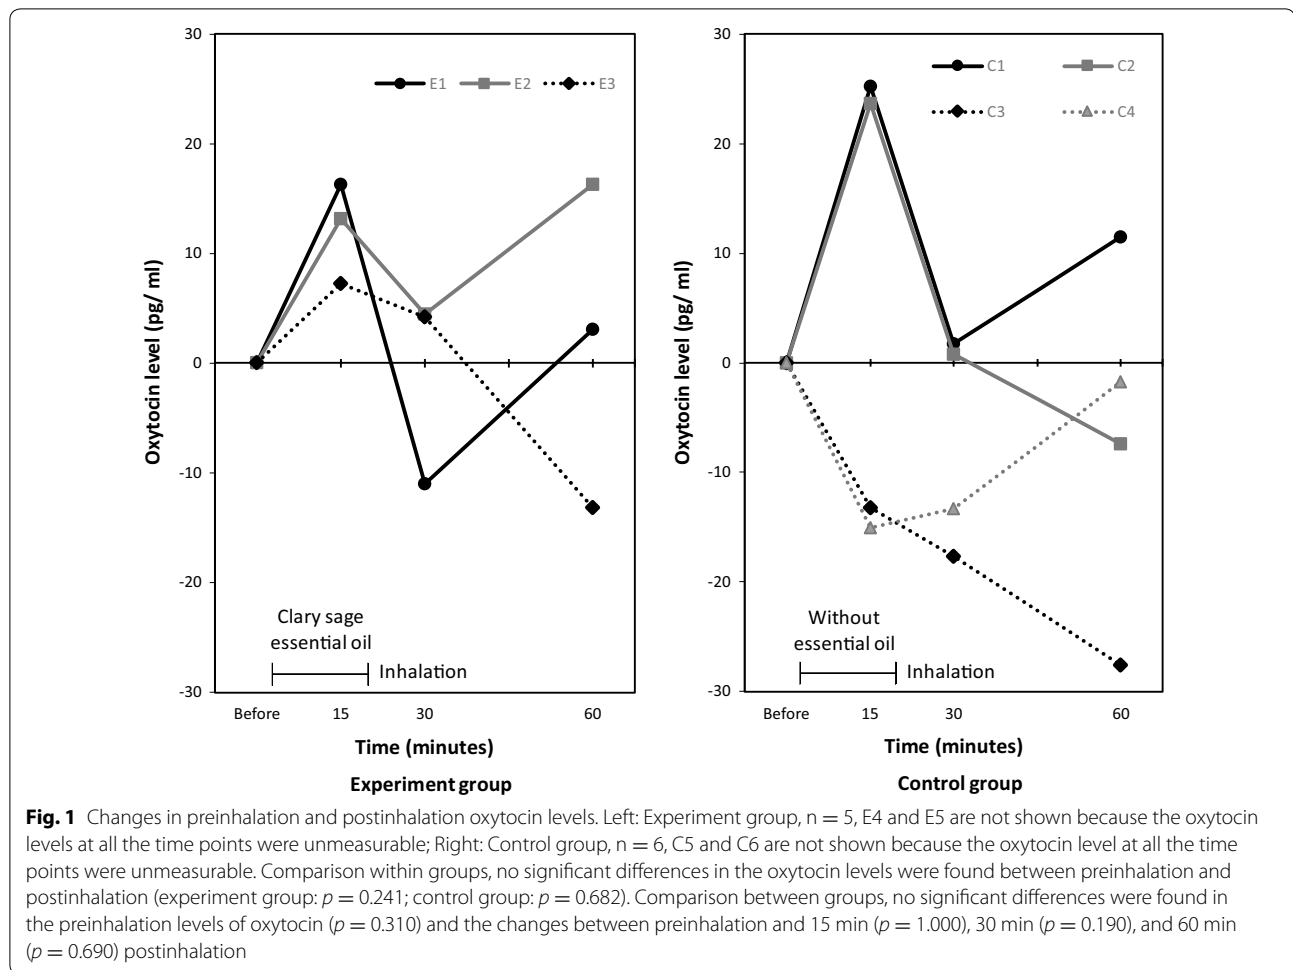 30
20
10
0
-10
-20
-30
Oxytocin level (pg/ ml)
E1 E2 E3
Clary sage
essential oil
Inhalation
Before 15 30 60
Time (minutes)
Experiment group
30
20
10
0
-10
-20
-30
Oxytocin level (pg/ ml)
C1 C2
C3 C4
Without
essential oil
Inhalation
Before 15 30 60
Time (minutes)
Control group
Fig. 1 Changes in preinhalation and postinhalation oxytocin levels. Left: Experiment group, n = 5, E4 and E5 are not shown because the oxytocin
levels at all the time points were unmeasurable; Right: Control group, n = 6, C5 and C6 are not shown because the oxytocin level at all the time
points were unmeasurable. Comparison within groups, no significant differences in the oxytocin levels were found between preinhalation and
postinhalation (experiment group: p = 0.241; control group: p = 0.682). Comparison between groups, no significant differences were found in
the preinhalation levels of oxytocin (p = 0.310) and the changes between preinhalation and 15 min (p = 1.000), 30 min (p = 0.190), and 60 min
(p = 0.690) postinhalation